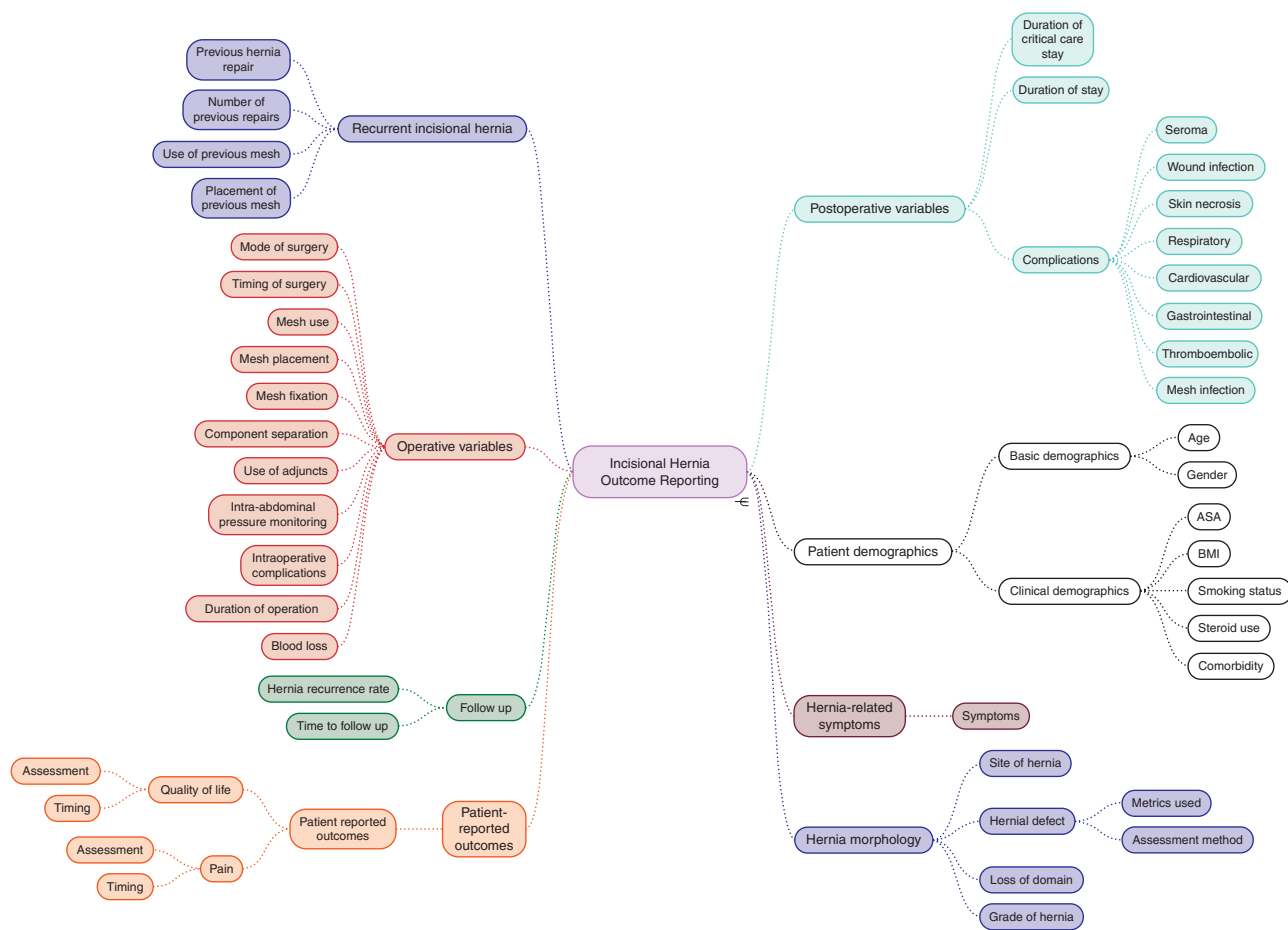 Previous hernia
repair
Number of
previous repairs
Use of previous mesh
Placement of
previous mesh
Recurrent incisional hernia
Mode of surgery
Timing of surgery
Mesh use
Mesh placement
Mesh fixation
Component separation
Use of adjuncts
Intra-abdominal
pressure monitoring
Intraoperative
complications
Duration of operation
Blood loss
Operative variables
Hernia recurrence rate
Time to follow up
Follow up
Assessment
Timing
Quality of life
Assessment
Timing
Pain
Patient reported
outcomes
Patient-
reported
outcomes
Incisional Hernia
Outcome Reporting
Postoperative variables
Duration of
critical care
stay
Duration of stay
Complications
Seroma
Wound infection
Skin necrosis
Respiratory
Cardiovascular
Gastrointestinal
Thromboembolic
Mesh infection
Patient demographics
Basic demographics
Age
Gender
Clinical demographics
ASA
BMI
Smoking status
Steroid use
Comorbidity
Hernia-related
symptoms
Symptoms
Hernia morphology
Site of hernia
Hernial defect
Metrics used
Assessment method
Loss of domain
Grade of hernia